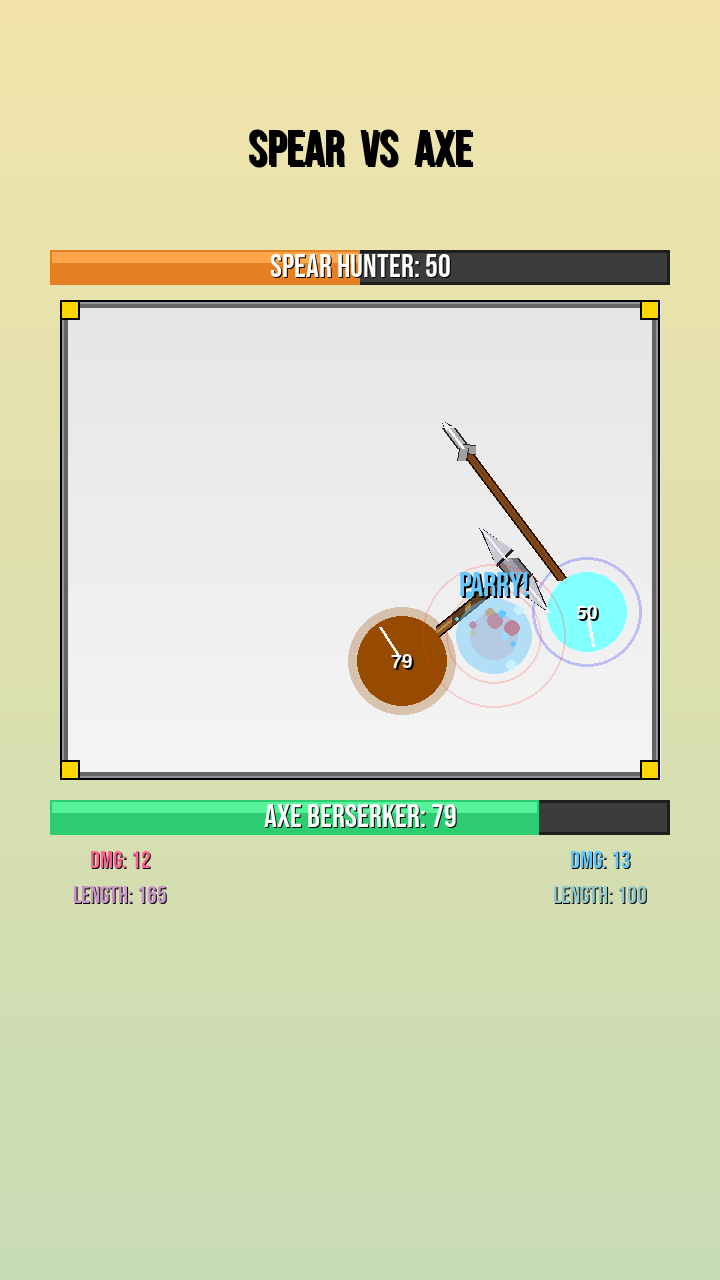 SPEAR VS AXE
SPEAR HUNTER: 50
PARRY!
50
79
AXE BERSERKER: 79
DMG: 12
DMG: 13
LENGTH: 165
LENGTH: 100